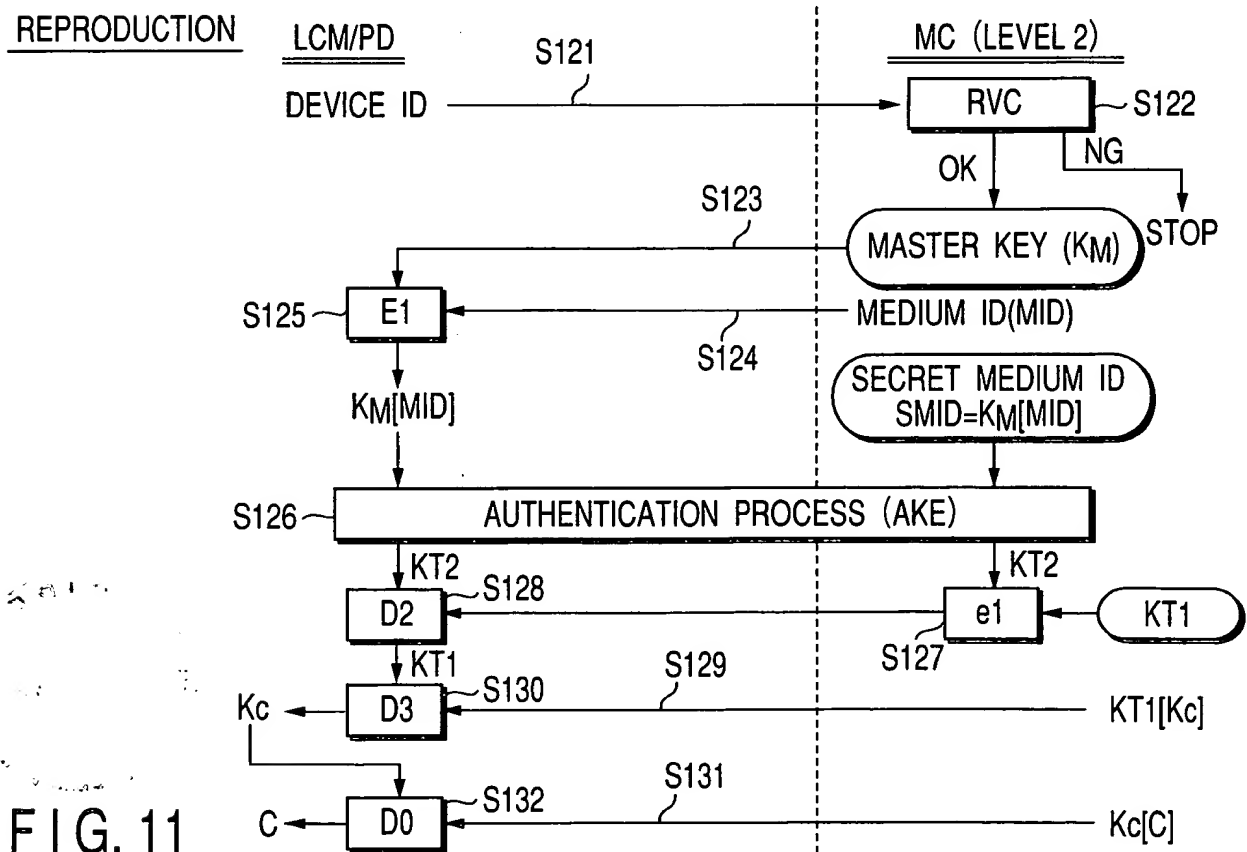 REPRODUCTION
LCM/PD
MC (LEVEL 2)
S121
DEVICE ID
RVC
S122
OK
NG
S123
MASTER KEY (KM)
STOP
S125
E1
MEDIUM ID(MID)
S124
SECRET MEDIUM ID
SMID=KM[MID]
KM[MID]
S126
AUTHENTICATION PROCESS (AKE)
KT2
KT2
S128
D2
e1
KT1
S127
KT1
S129
S130
Kc
D3
KT1[Kc]
S131
S132
C
D0
Kc[C]
FIG. 11